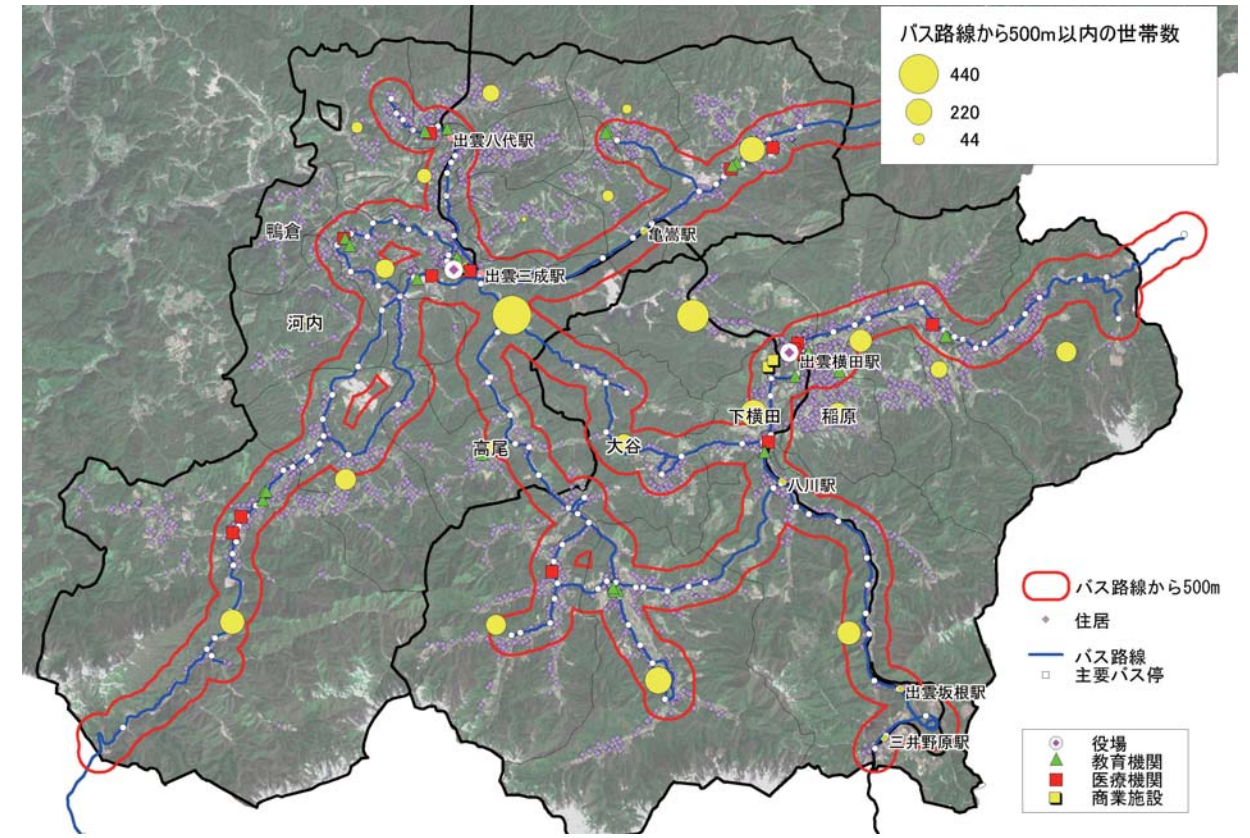 バス路線から500m以内の世帯数
440
220
44
出雲八代駅
亀嵩駅
鴨倉
出雲三成駅
河内
出雲横田駅
下横田
稲原
高尾
大谷
八川駅
出雲坂根駅
三井野原駅
バス路線から500m
住居
バス路線
主要バス停
役場
教育機関
医療機関
商業施設